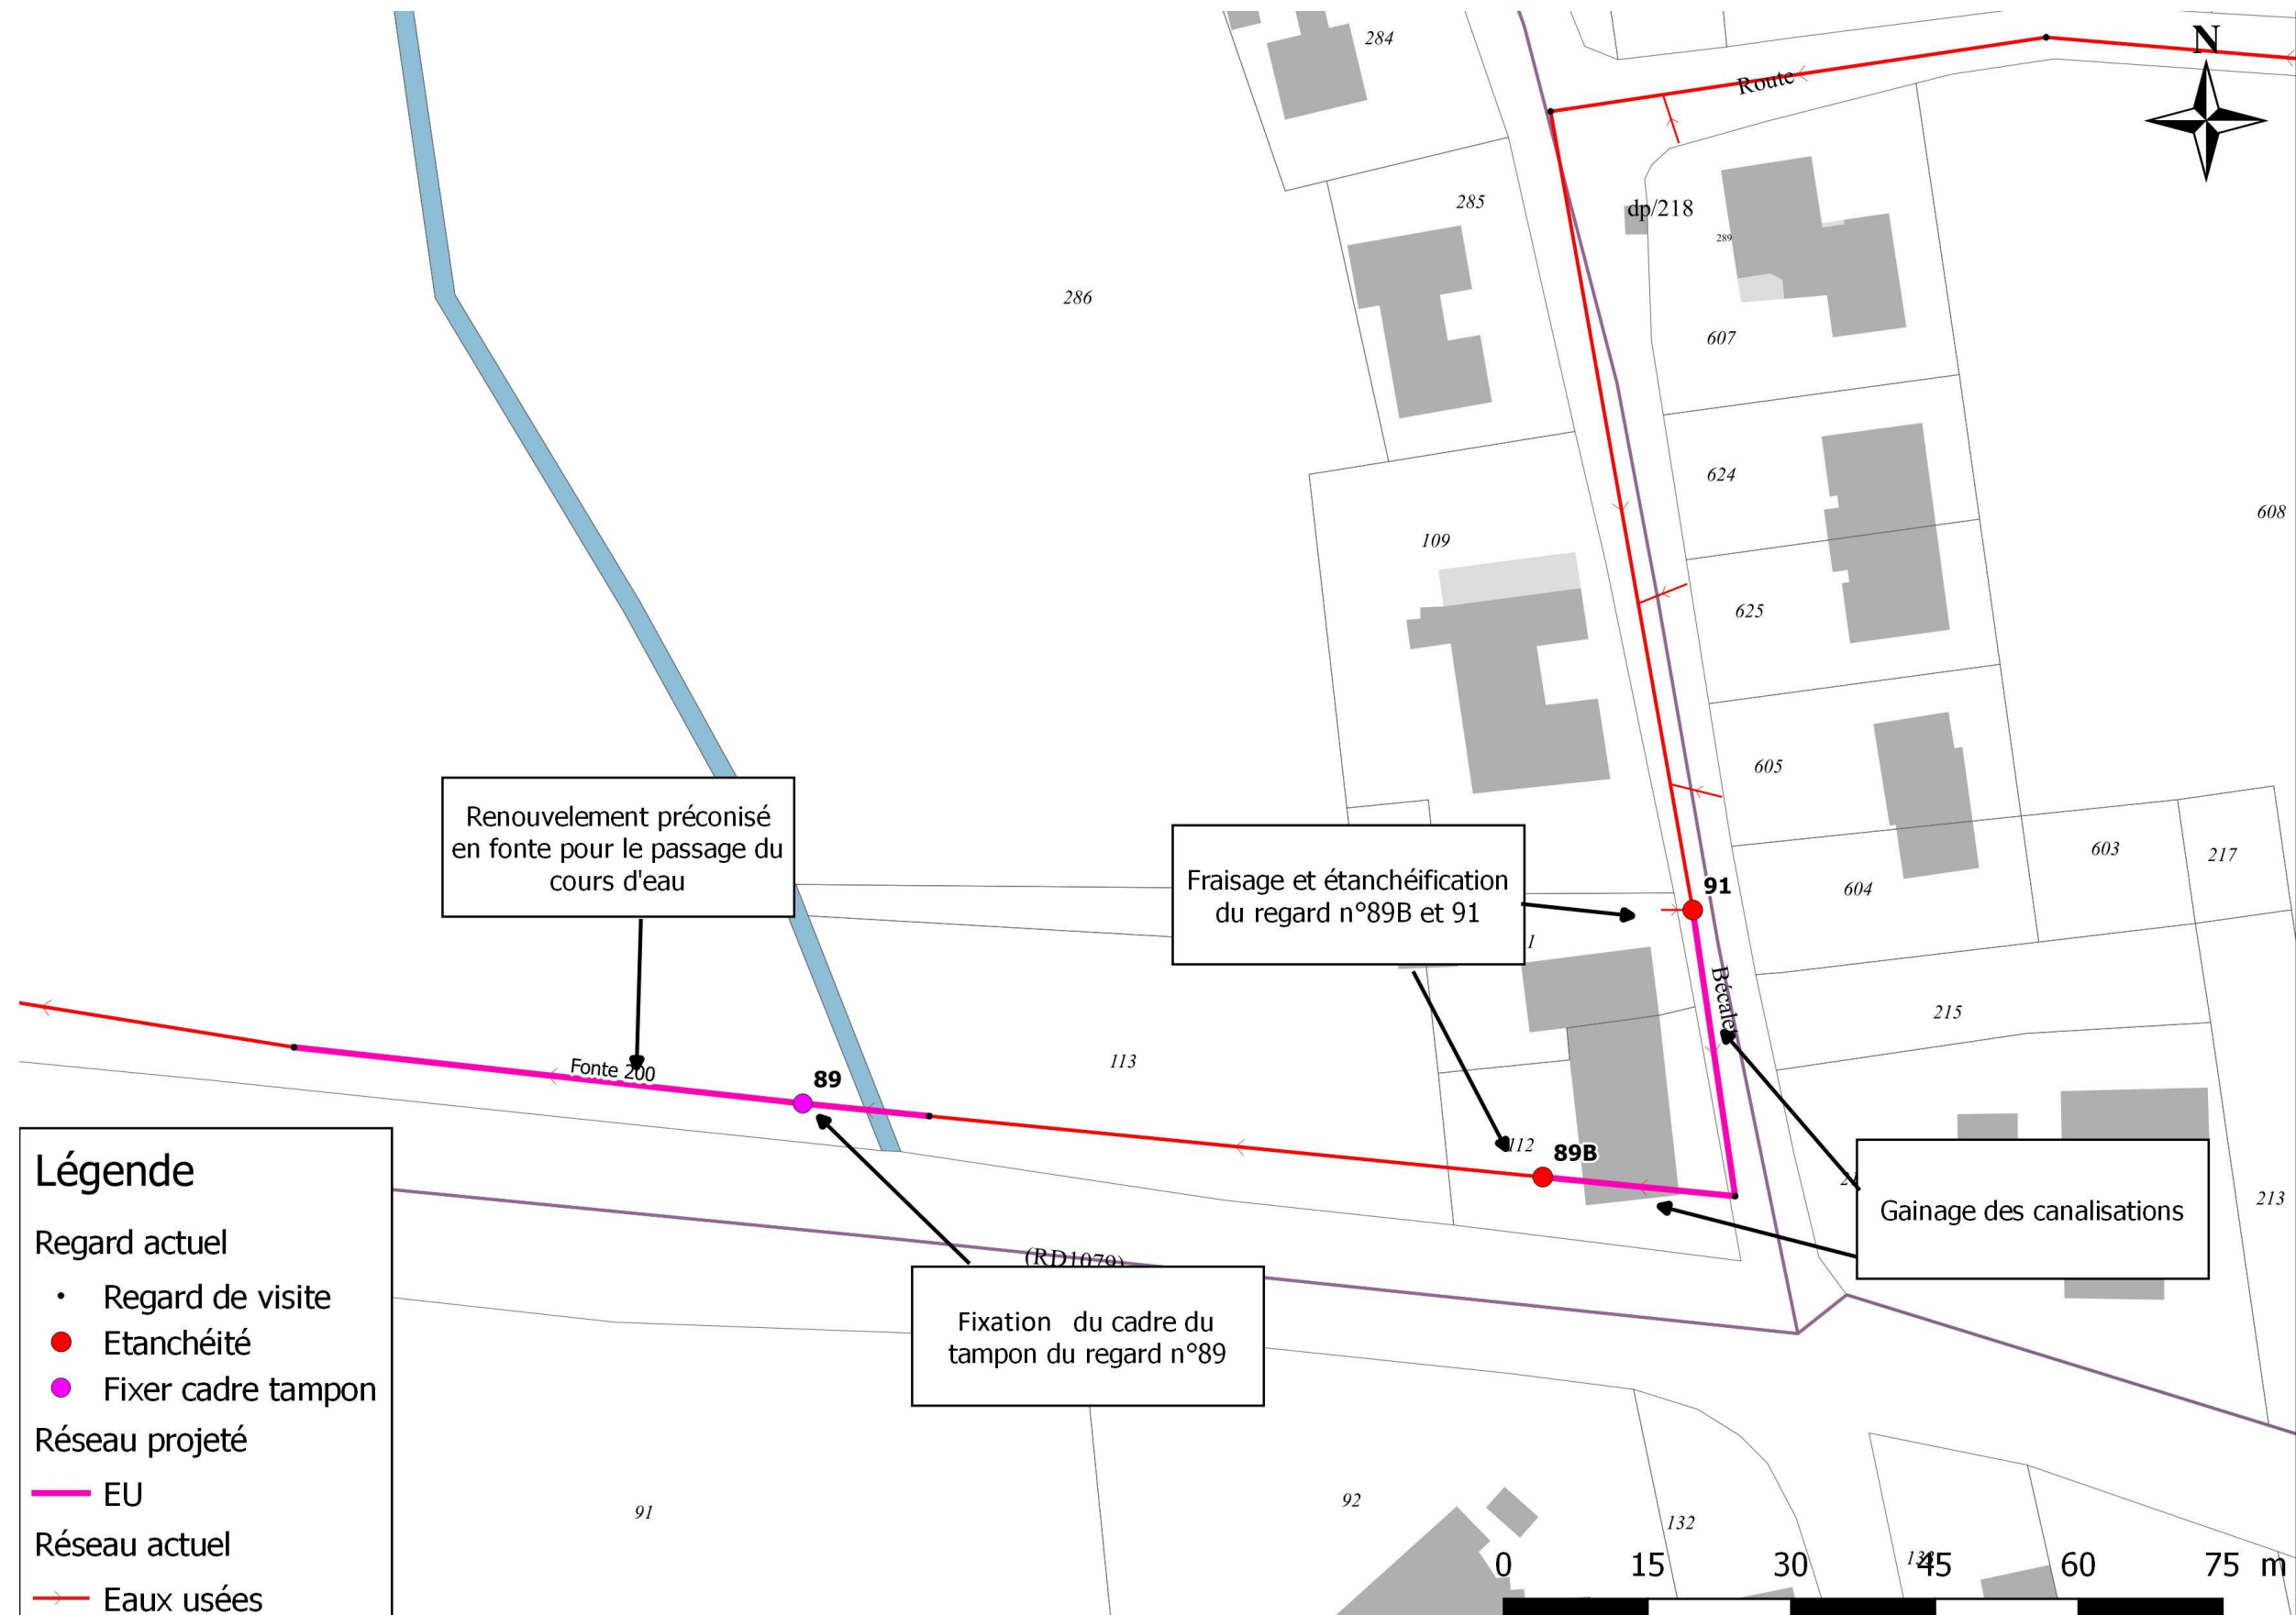 284
N
Route
285
dp/218
289
286
607
624
608
109
625
605
Renouvelement préconisé
en fonte pour le passage du
cours d'eau
603
217
Fraisage et étanchéification
du regard n°89B et 91
91
604
1
215
113
Fonte 200
89
112
89B
Légende
Regard actuel
Regard de visite
Etanchéité
Fixer cadre tampon
Réseau projeté
EU
Réseau actuel
Eaux usées
Gainage des canalisations
213
(RD1079)
Fixation du cadre du
tampon du regard n°89
91
92
132
0 15 30 45 60 75 m